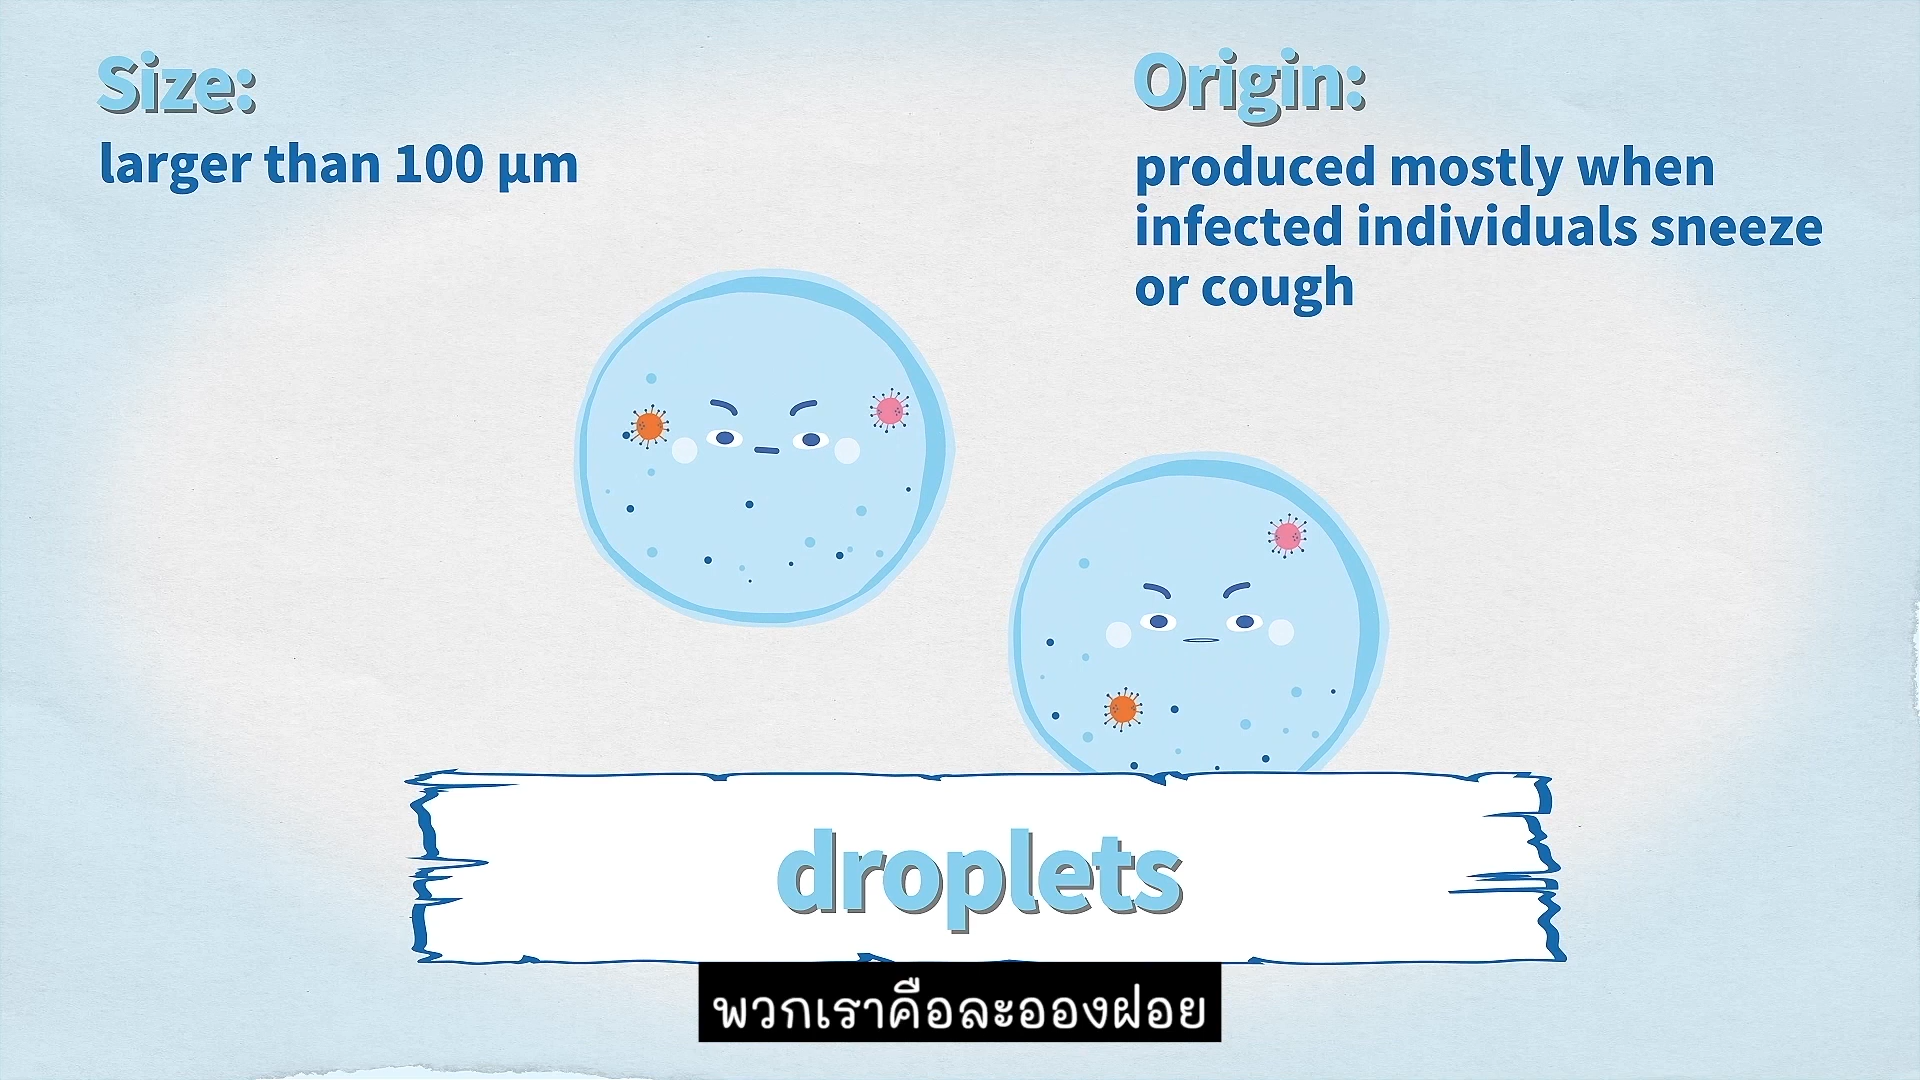 Size:
larger than 100 µm
Origin:
produced mostly when
infected individuals sneeze
or cough
droplets
พวกเราคือละอองฝอย